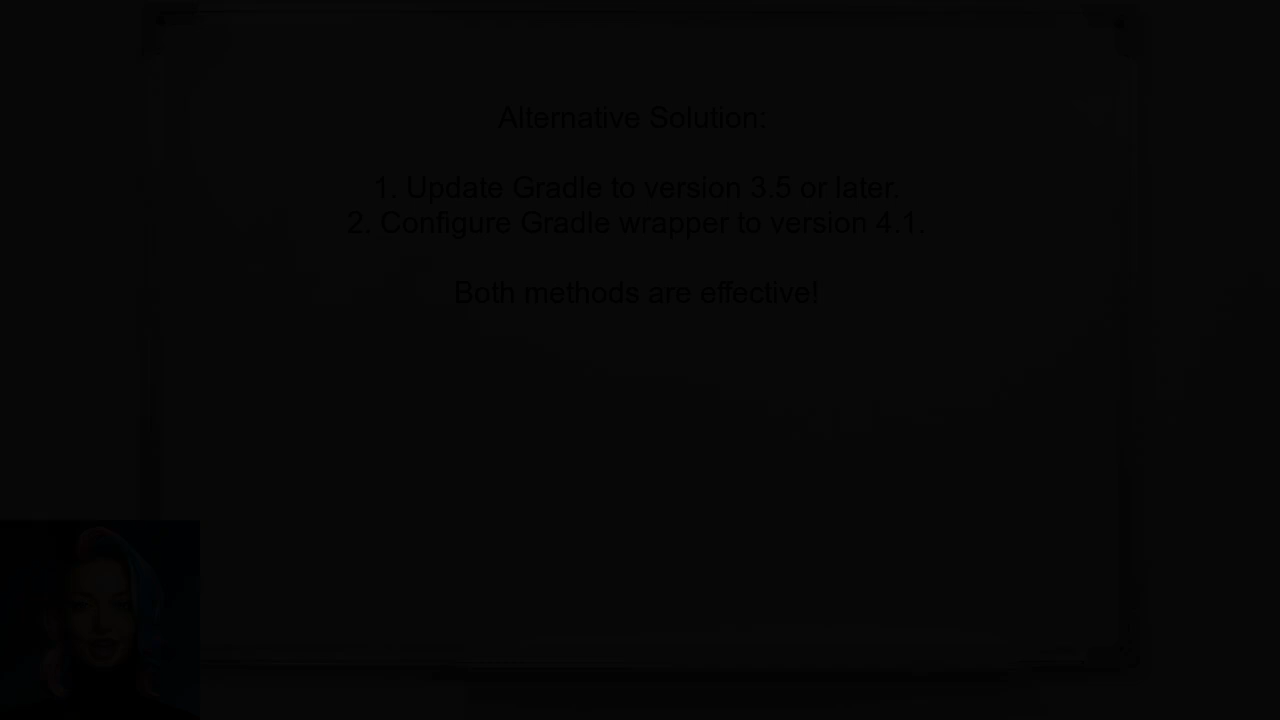 Alternative Solution:
1. Update Gradle to version 3.5 or later.
2. Configure Gradle wrapper to version 4.1.
Both methods are effective!